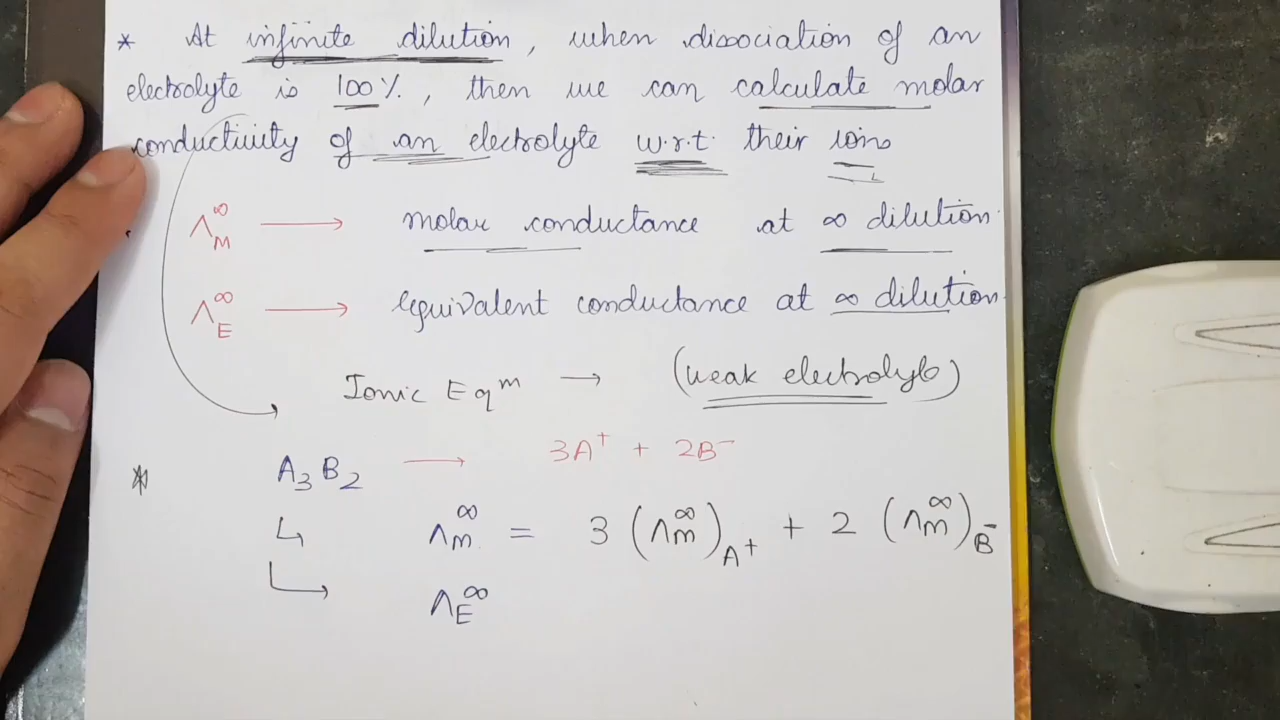 * At infinite dilution, when dissociation of an
electrolyte is 100%, then we can calculate molar
conductivity of an electrolyte w.r.t. their ions
Λ∞M → molar conductance at ∞ dilution.
Λ∞E → equivalent conductance at ∞ dilution.
Ionic Eqm → (weak electrolyte)
* A3B2 → 3A+ + 2B-
Λ∞m = 3 (Λ∞m)A+ + 2 (Λ∞m)B-
Λ∞E